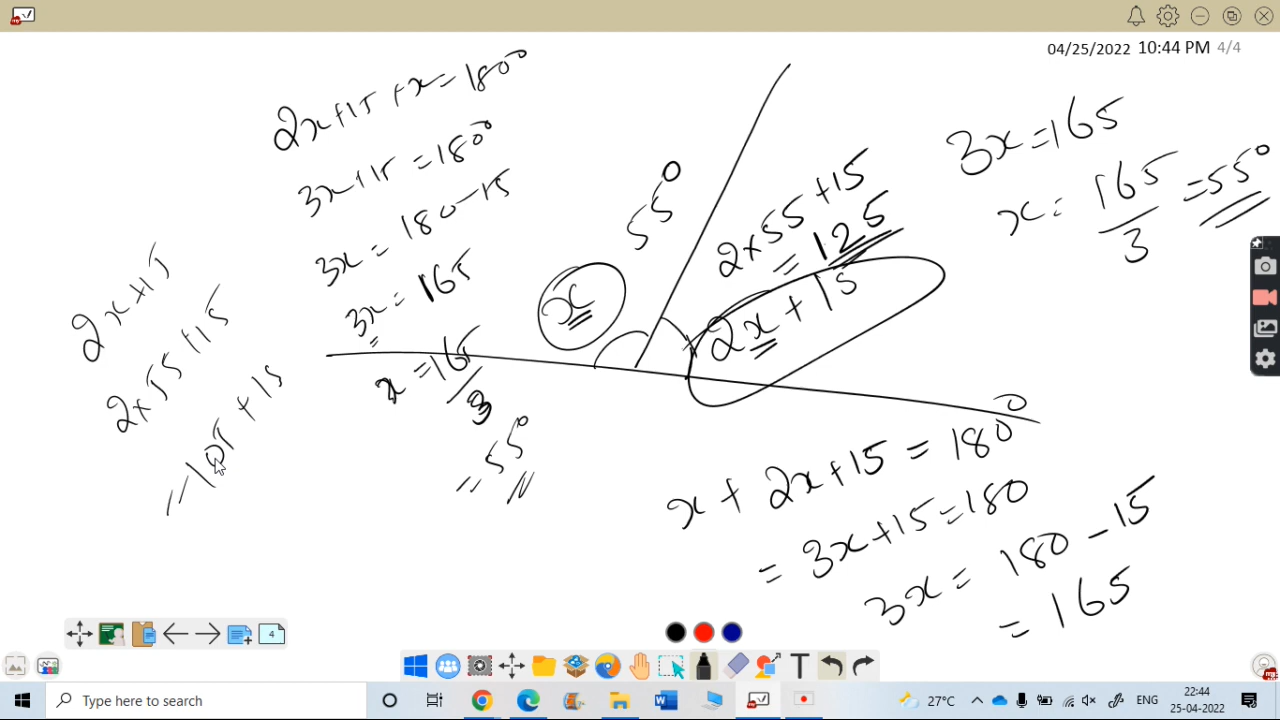 04/25/2022 10:44 PM 4/4
2x+15+x=180°
3x+15=180°
3x=180-15
3x=165
x=165/3
=55°
2x+15
2x55+15
=105+15
x
55°
2x55+15
=125
2x+15
3x=165
x=165/3=55°
x+2x+15=180°
=3x+15=180
3x=180-15
=165
4
T
Type here to search
27°C
ENG
22:44
25-04-2022